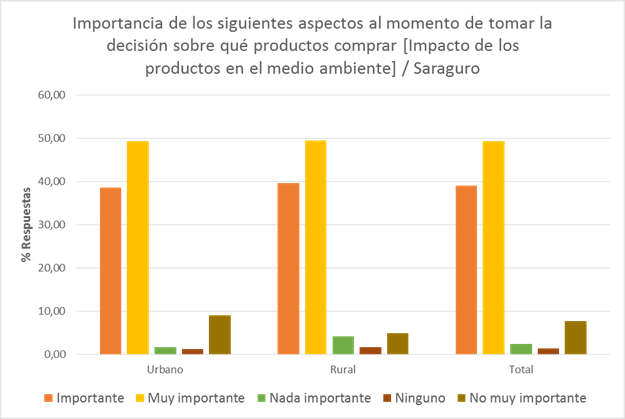 Importancia de los siguientes aspectos al momento de tomar la
decisión sobre qué productos comprar [Impacto de los
productos en el medio ambiente] / Saraguro
60,00
50,00
40,00
30,00
20,00
10,00
0,00
% Respuestas
Urbano Rural Total
Importante Muy importante Nada importante Ninguno No muy importante